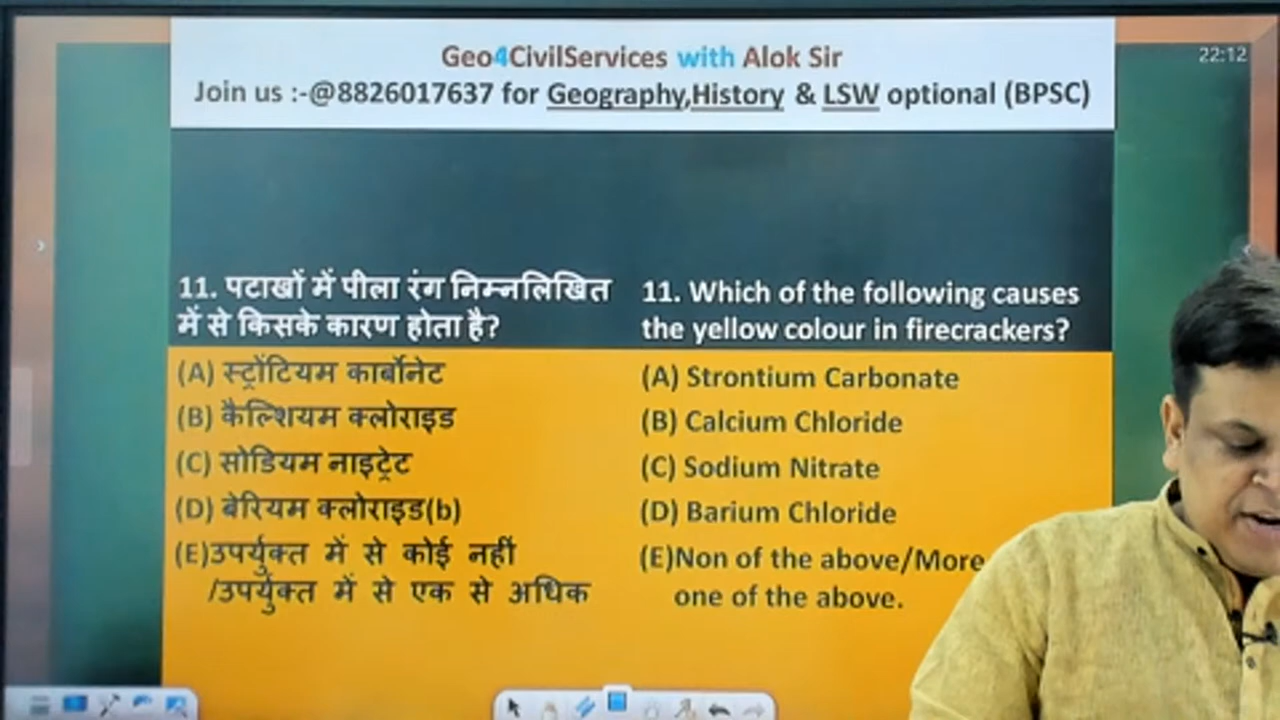 Geo4CivilServices with Alok Sir
Join us :-@8826017637 for Geography,History & LSW optional (BPSC)
22:12
11. पटाखों में पीला रंग निम्नलिखित
में से किसके कारण होता है?
(A) स्ट्रोंटियम कार्बोनेट
(B) कैल्शियम क्लोराइड
(C) सोडियम नाइट्रेट
(D) बेरियम क्लोराइड(b)
(E)उपर्युक्त में से कोई नहीं
/उपर्युक्त में से एक से अधिक
11. Which of the following causes
the yellow colour in firecrackers?
(A) Strontium Carbonate
(B) Calcium Chloride
(C) Sodium Nitrate
(D) Barium Chloride
(E)Non of the above/More
one of the above.